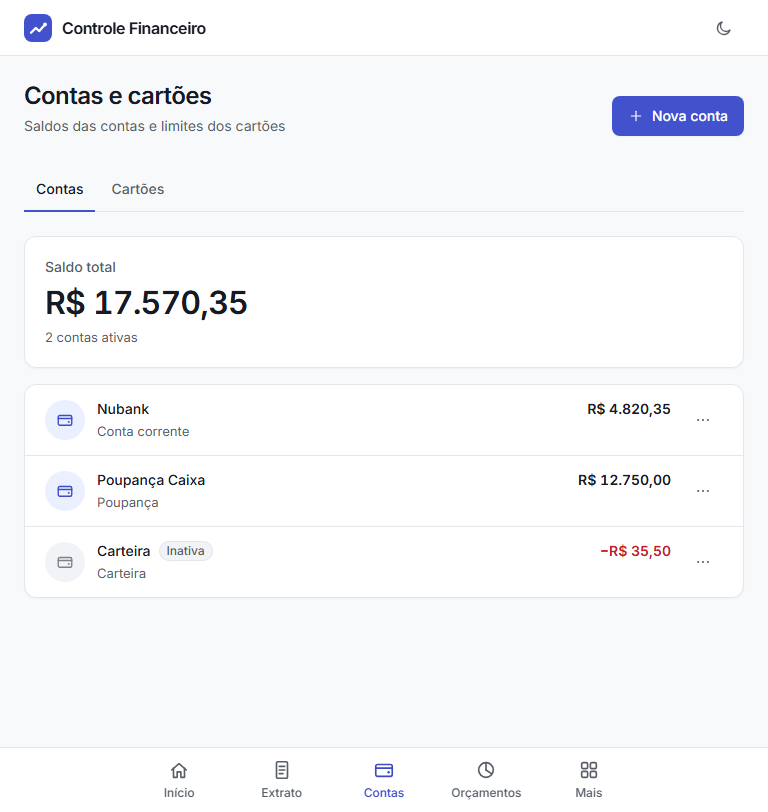 Controle Financeiro
Contas e cartões
Saldos das contas e limites dos cartões
Nova conta
Contas
Cartões
Saldo total
R$ 17.570,35
2 contas ativas
Nubank
R$ 4.820,35
Conta corrente
Poupança Caixa
R$ 12.750,00
Poupança
Carteira
Inativa
−R$ 35,50
Carteira
Início
Extrato
Contas
Orçamentos
Mais